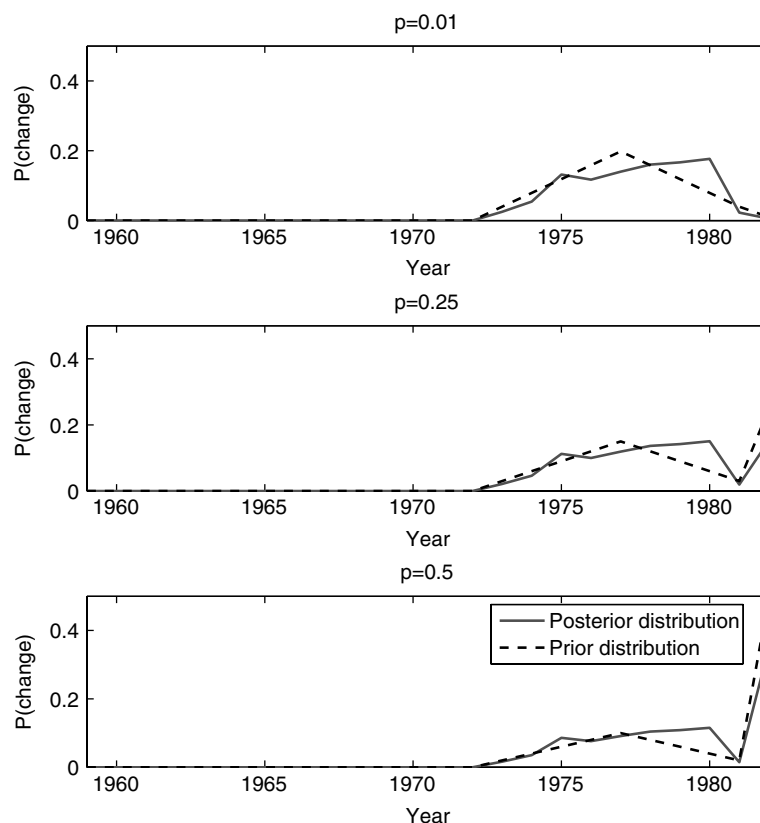 p=0.01
P(change)
0.4
0.2
0
1960 1965 1970 1975 1980
Year
p=0.25
P(change)
0.4
0.2
0
1960 1965 1970 1975 1980
Year
p=0.5
P(change)
0.4
0.2
0
Posterior distribution
Prior distribution
1960 1965 1970 1975 1980
Year